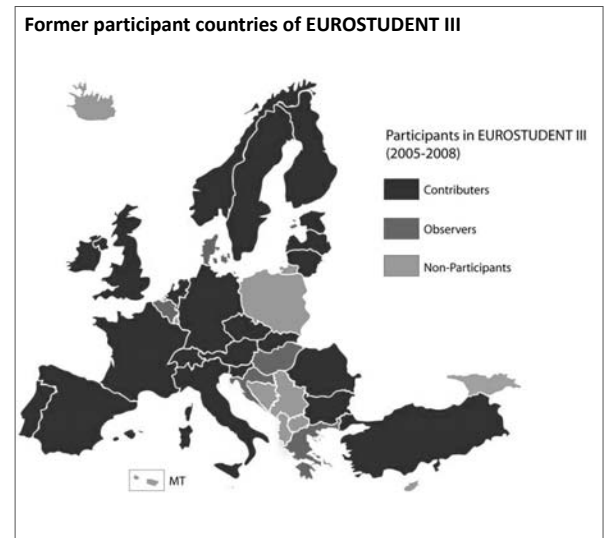 Former participant countries of EUROSTUDENT III
Participants in EUROSTUDENT III
(2005-2008)
Contributers
Observers
Non-Participants
MT